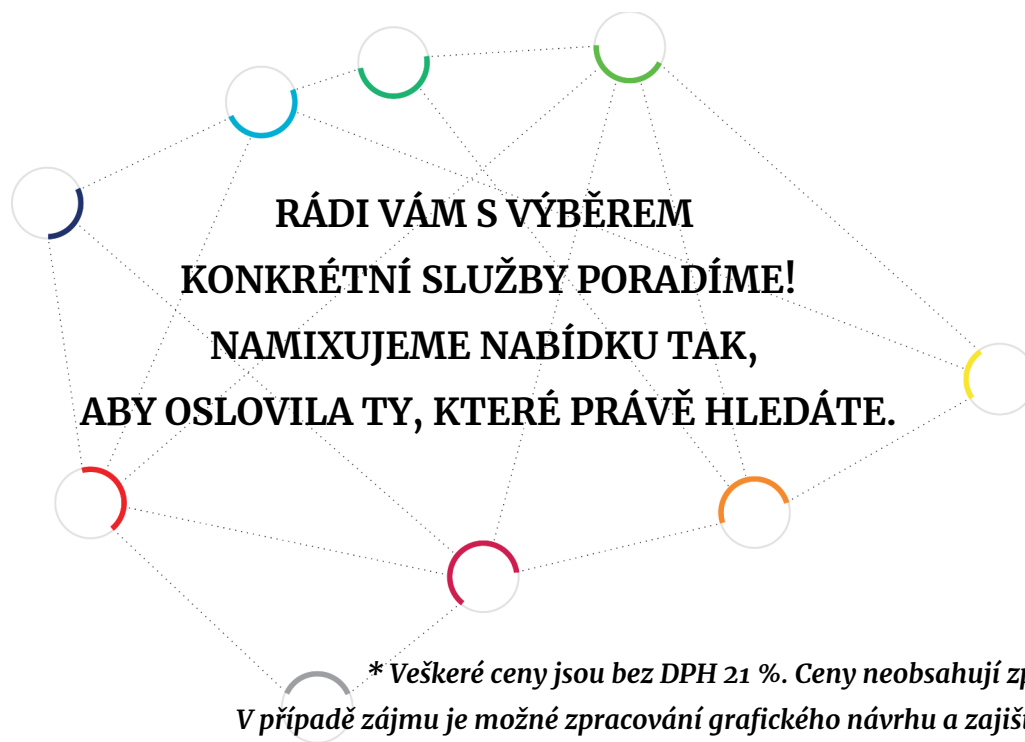 RÁDI VÁM S VÝBĚREM
KONKRÉTNÍ SLUŽBY PORADÍME!
NAMIXUJEME NABÍDKU TAK,
ABY OSLOVILA TY, KTERÉ PRÁVĚ HLEDÁTE.
* Veškeré ceny jsou bez DPH 21 %. Ceny neobsahují
V případě zájmu je možné zpracování grafického návrhu a